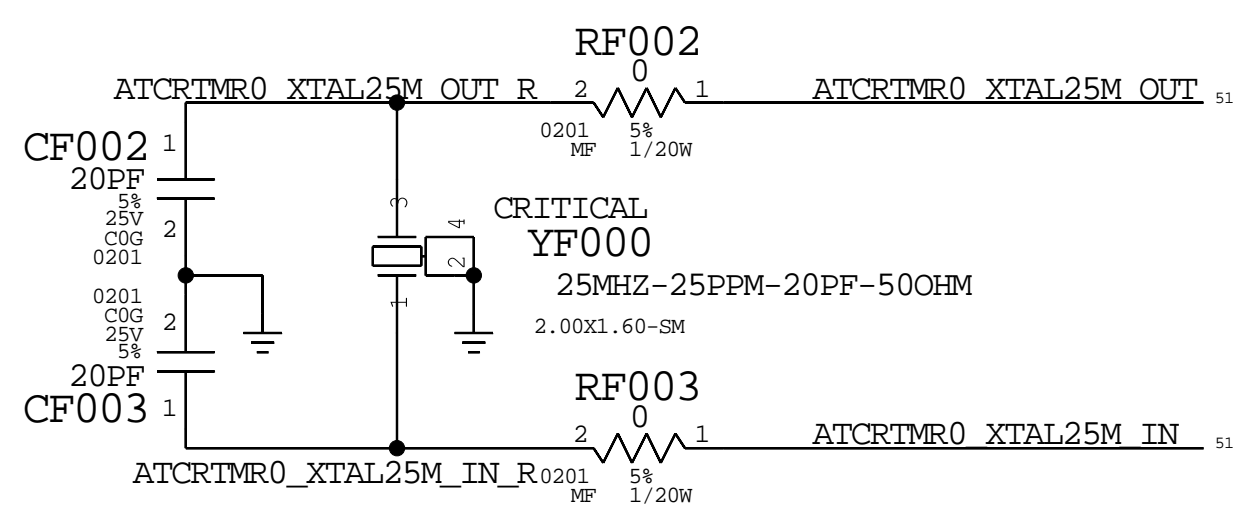 RF002
0
ATCRTMR0_XTAL25M_OUT_R
2
1
ATCRTMR0_XTAL25M_OUT
51
0201
5%
MF
1/20W
CF002
1
20PF
5%
25V
2
C0G
0201
3
CRITICAL
4
YF000
2
25MHZ-25PPM-20PF-50OHM
1
2.00X1.60-SM
0201
C0G
2
25V
5%
20PF
CF003
1
RF003
0
2
1
ATCRTMR0_XTAL25M_IN
51
ATCRTMR0_XTAL25M_IN_R
0201
5%
MF
1/20W